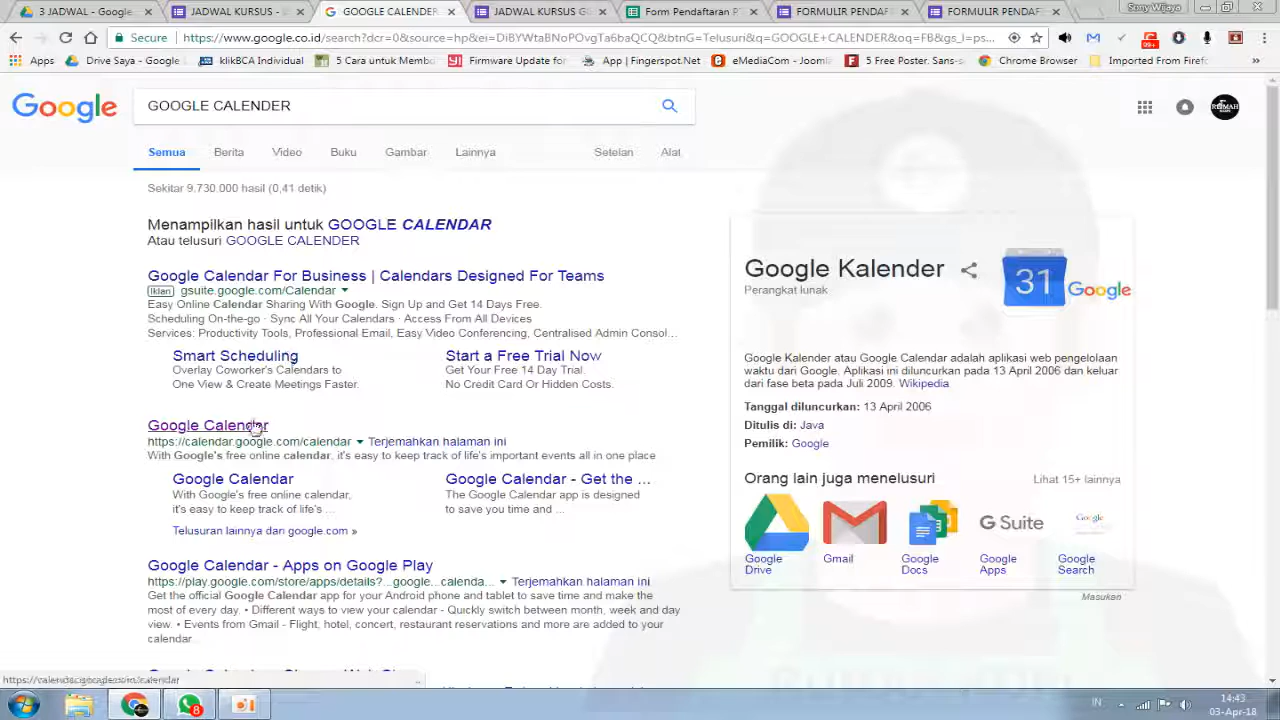 3 JADWAL - Google
JADWAL KURSUS -
GOOGLE CALENDER
JADWAL KURSUS G
Form Pendaftaran
FORMULIR PENDAF
FORMULIR PENDAF
Sony Wijaya
Secure
https://www.google.co.id/search?dcr=0&source=hp&ei=DiBYWtaBNoPOvgTa6baQCQ&btnG=Telusuri&q=GOOGLE+CALENDER&oq=FB&gs_l=ps...
99+
Apps
Drive Saya - Google
klikBCA Individual
5 Cara untuk Membu
Firmware Update for
App | Fingerspot.Net
eMediaCom - Joomla
5 Free Poster, Sans-s
Chrome Browser
Imported From Firef
»
Google
GOOGLE CALENDER
Semua
Berita
Video
Buku
Gambar
Lainnya
Setelan
Alat
Sekitar 9.730.000 hasil (0,41 detik)
Menampilkan hasil untuk GOOGLE CALENDAR
Atau telusuri GOOGLE CALENDER
Google Calendar For Business | Calendars Designed For Teams
Iklan gsuite.google.com/Calendar
Easy Online Calendar Sharing With Google. Sign Up and Get 14 Days Free.
Scheduling On-the-go · Sync All Your Calendars · Access From All Devices
Services: Productivity Tools, Professional Email, Easy Video Conferencing, Centralised Admin Consol...
Smart Scheduling
Overlay Coworker's Calendars to
One View & Create Meetings Faster.
Start a Free Trial Now
Get Your Free 14 Day Trial.
No Credit Card Or Hidden Costs.
Google Calendar
https://calendar.google.com/calendar Terjemahkan halaman ini
With Google's free online calendar, it's easy to keep track of life's important events all in one place
Google Calendar
With Google's free online calendar,
it's easy to keep track of life's ...
Google Calendar - Get the ...
The Google Calendar app is designed
to save you time and ...
Telusuran lainnya dari google.com »
Google Calendar - Apps on Google Play
https://play.google.com/store/apps/details?...google...calenda... Terjemahkan halaman ini
Get the official Google Calendar app for your Android phone and tablet to save time and make the
most of every day. • Different ways to view your calendar - Quickly switch between month, week and day
view. • Events from Gmail - Flight, hotel, concert, restaurant reservations and more are added to your
calendar
Google Kalender
Perangkat lunak
31
Google
Google Kalender atau Google Calendar adalah aplikasi web pengelolaan
waktu dari Google. Aplikasi ini diluncurkan pada 13 April 2006 dan keluar
dari fase beta pada Juli 2009. Wikipedia
Tanggal diluncurkan: 13 April 2006
Ditulis di: Java
Pemilik: Google
Orang lain juga menelusuri
Lihat 15+ lainnya
G Suite
Google
Google Drive
Gmail
Google Docs
Google Apps
Google Search
Masukan
https://calendar.google.com/calendar
8
IN
14:43
03-Apr-18